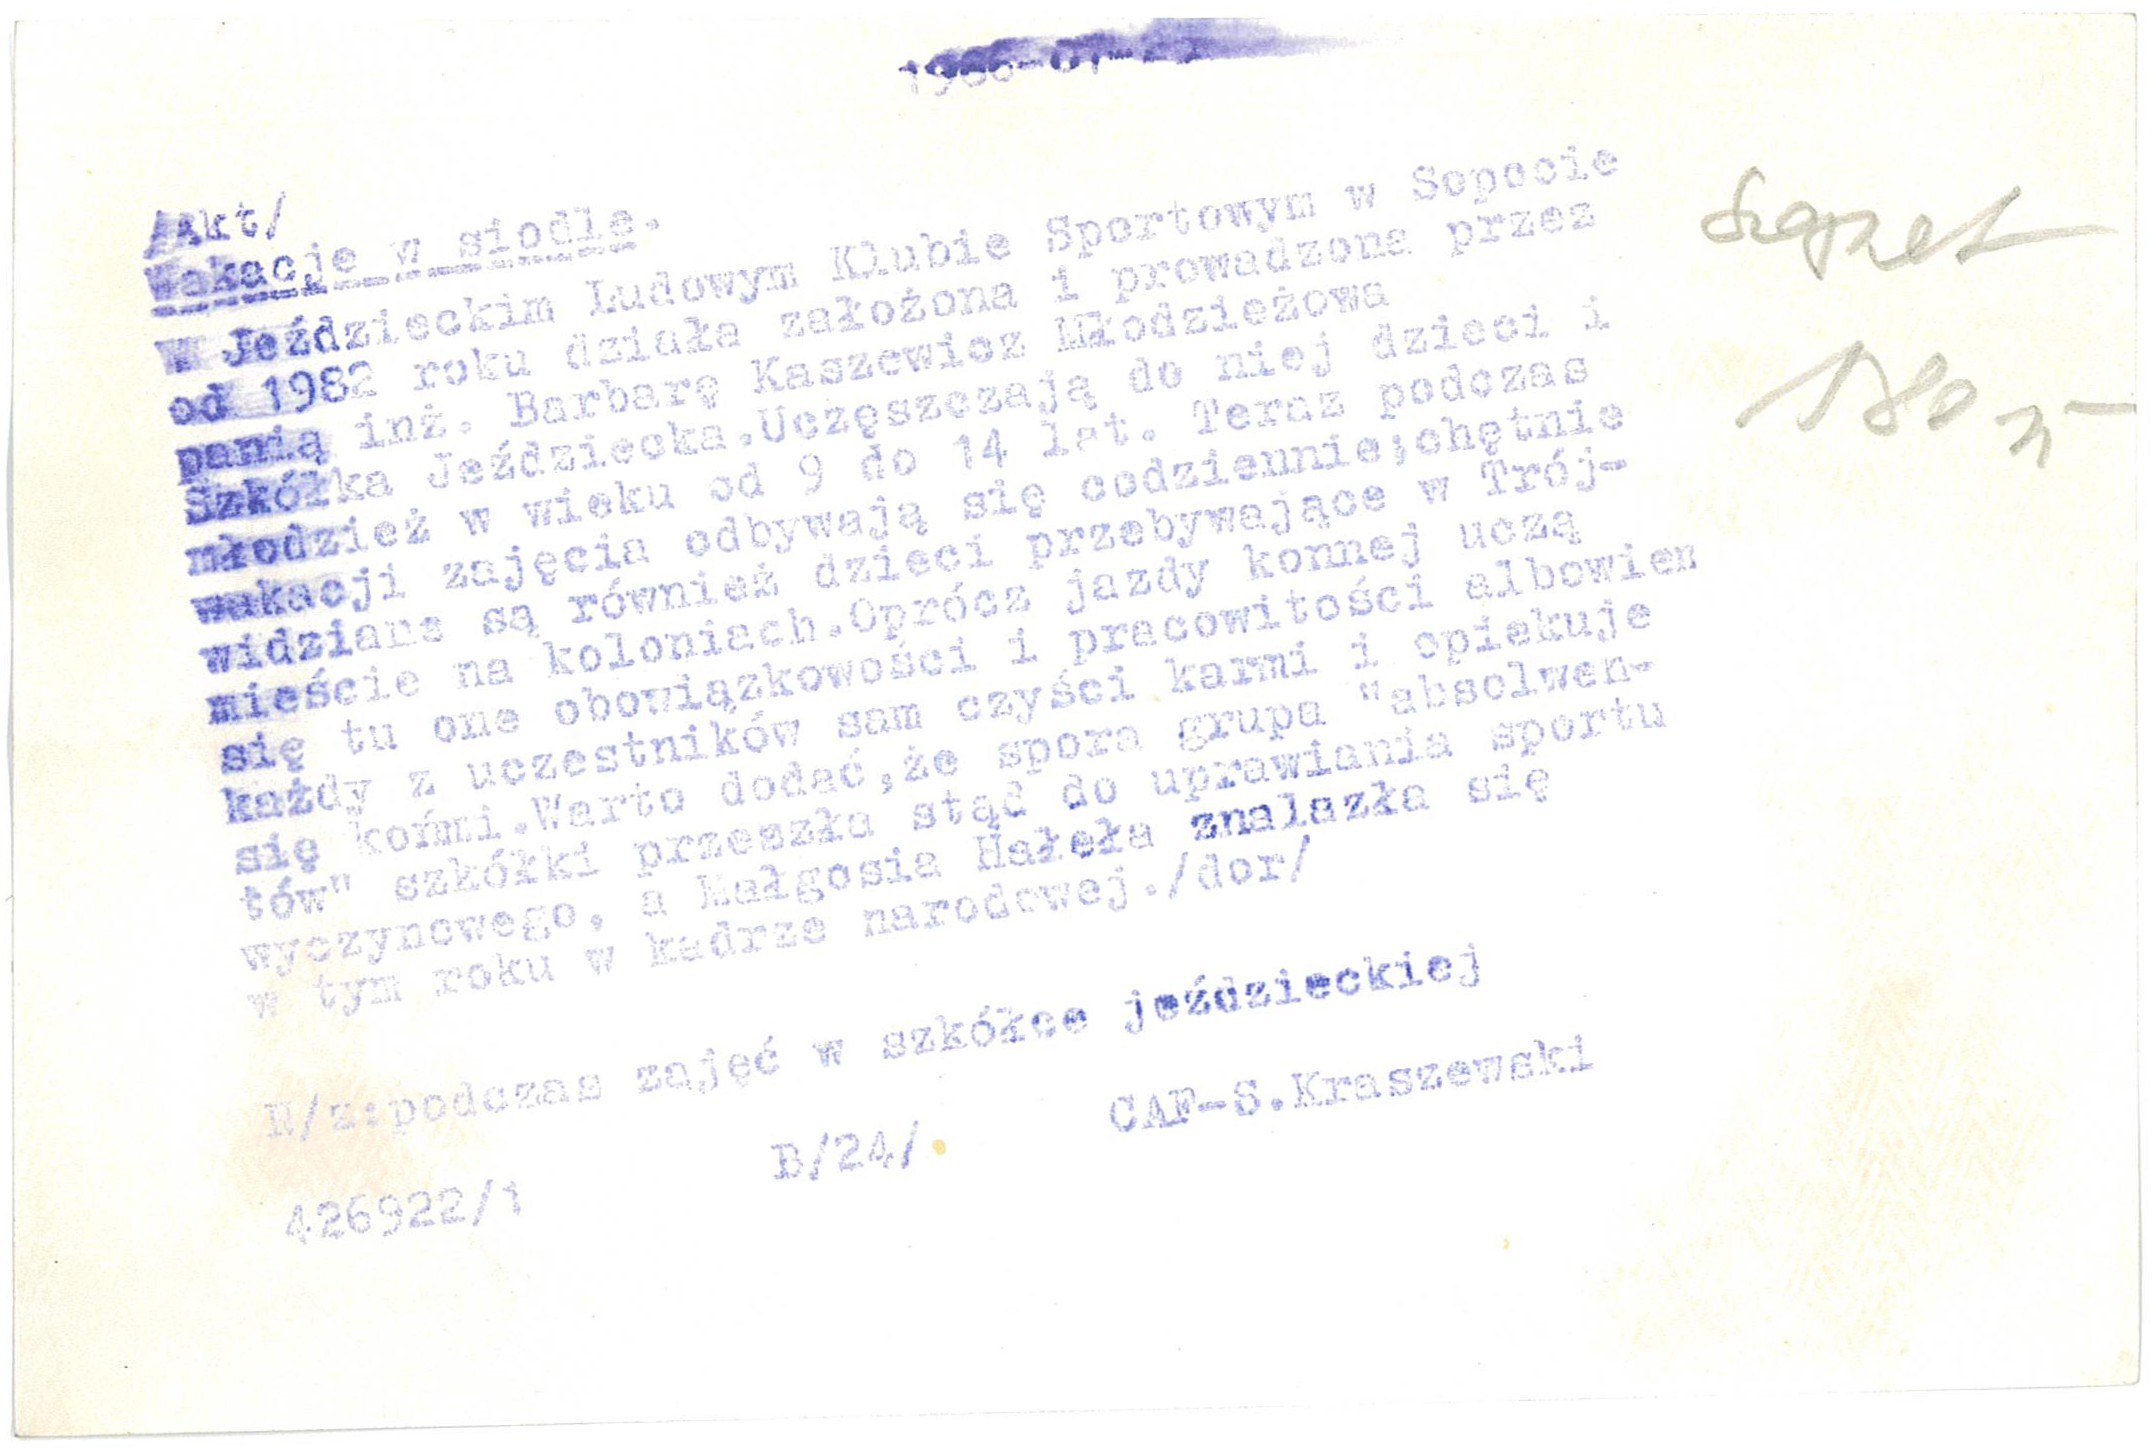 /Akt/
Wakacje w siodle.
W Jeździeckim Ludowym Klubie Sportowym w Sopocie
od 1982 roku działa założona i prowadzona przez
panią inż. Barbarę Kaszewicz Młodzieżowa
Szkółka Jeździecka.Uczęszczają do niej dzieci i
młodzież w wieku od 9 do 14 lat. Teraz podczas
wakacji zajęcia odbywają się codziennie;chętnie
widziane są również dzieci przebywające w Trój-
mieście na koloniach.Oprócz jazdy konnej uczą
się tu one obowiązkowości i pracowitości albowiem
każdy z uczestników sam czyści karmi i opiekuje
się końmi.Warto dodać,że spora grupa "absolwen-
tów" szkółki przeszła stąd do uprawiania sportu
wyczynowego, a Małgosia Hałeła znalazła się
w tym roku w kadrze narodowej./dor/
N/z:podczas zajęć w szkółce jeździeckiej
B/24/ CAF-S.Kraszewski
426922/1